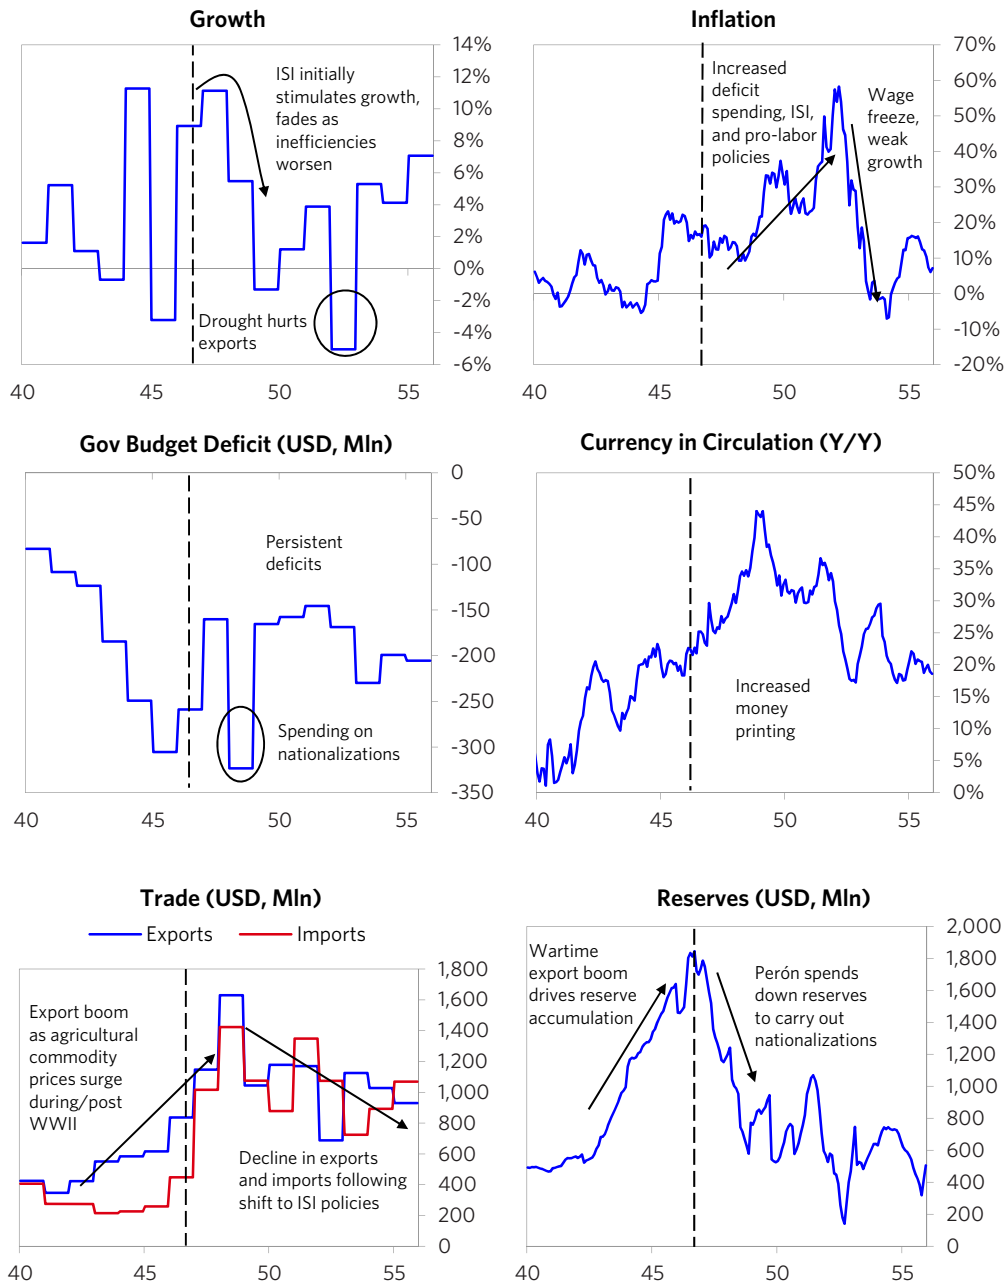 Growth
14%
12%
10%
8%
6%
4%
2%
0%
-2%
-4%
-6%
ISI initially
stimulates growth,
fades as
inefficiencies
worsen
Drought hurts
exports
40 45 50 55
Inflation
70%
60%
50%
40%
30%
20%
10%
0%
-10%
-20%
Increased
deficit
spending, ISI,
and pro-labor
policies
Wage
freeze,
weak
growth
40 45 50 55
Gov Budget Deficit (USD, Mln)
0
-50
-100
-150
-200
-250
-300
-350
Persistent
deficits
Spending on
nationalizations
40 45 50 55
Currency in Circulation (Y/Y)
50%
45%
40%
35%
30%
25%
20%
15%
10%
5%
0%
Increased
money
printing
40 45 50 55
Trade (USD, Mln)
Exports Imports
1,800
1,600
1,400
1,200
1,000
800
600
400
200
0
Export boom
as agricultural
commodity
prices surge
during/post
WWII
Decline in exports
and imports following
shift to ISI policies
40 45 50 55
Reserves (USD, Mln)
2,000
1,800
1,600
1,400
1,200
1,000
800
600
400
200
0
Wartime
export boom
drives reserve
accumulation
Perón spends
down reserves
to carry out
nationalizations
40 45 50 55